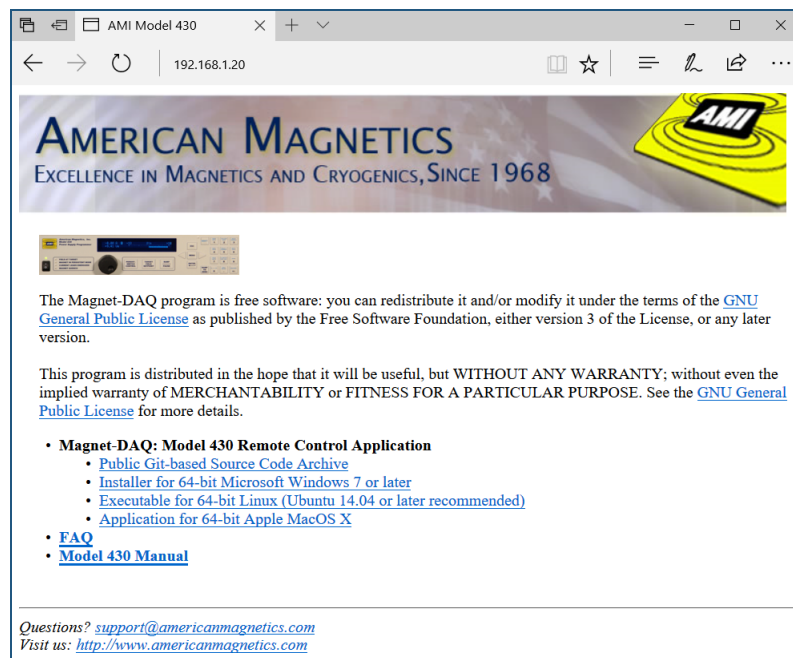 AMI Model 430
192.168.1.20
AMERICAN MAGNETICS
EXCELLENCE IN MAGNETICS AND CRYOGENICS, SINCE 1968
AMI
The Magnet-DAQ program is free software: you can redistribute it and/or modify it under the terms of the GNU
General Public License as published by the Free Software Foundation, either version 3 of the License, or any later
version.
This program is distributed in the hope that it will be useful, but WITHOUT ANY WARRANTY; without even the
implied warranty of MERCHANTABILITY or FITNESS FOR A PARTICULAR PURPOSE. See the GNU General
Public License for more details.
• Magnet-DAQ: Model 430 Remote Control Application
• Public Git-based Source Code Archive
• Installer for 64-bit Microsoft Windows 7 or later
• Executable for 64-bit Linux (Ubuntu 14.04 or later recommended)
• Application for 64-bit Apple MacOS X
• FAQ
• Model 430 Manual
Questions? support@americanmagnetics.com
Visit us: http://www.americanmagnetics.com